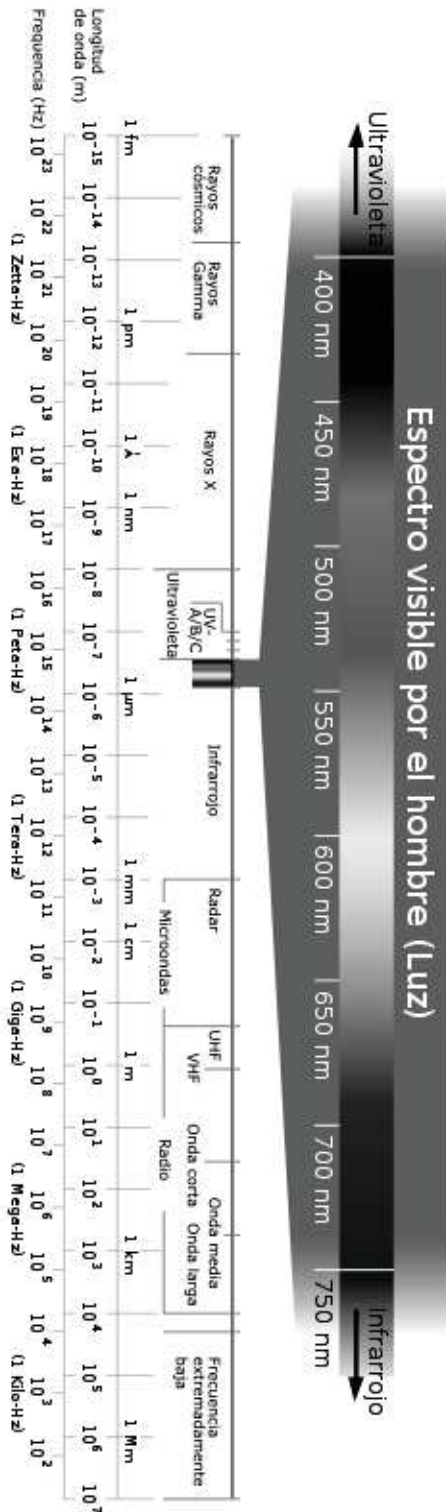 Espectro visible por el hombre (Luz)
Ultravioleta
Infrarrojo
400 nm
450 nm
500 nm
550 nm
600 nm
650 nm
700 nm
750 nm
Rayos
cósmicos
Rayos
Gamma
Rayos X
UV-
A/B/C
Ultravioleta
Infrarrojo
Radar
UHF
VHF
Onda media
Onda corta
Onda larga
Frecuencia
extremadamente
baja
Microondas
Radio
1 fm
1 pm
1 Å
1 nm
1 µm
1 mm
1 cm
1 m
1 km
1 Mm
Longitud
de onda (m)
10⁻¹⁵
10⁻¹⁴
10⁻¹³
10⁻¹²
10⁻¹¹
10⁻¹⁰
10⁻⁹
10⁻⁸
10⁻⁷
10⁻⁶
10⁻⁵
10⁻⁴
10⁻³
10⁻²
10⁻¹
10⁰
10¹
10²
10³
10⁴
10⁵
10⁶
10⁷
Frequencia (Hz)
10²³
10²²
10²¹
10²⁰
10¹⁹
10¹⁸
10¹⁷
10¹⁶
10¹⁵
10¹⁴
10¹³
10¹²
10¹¹
10¹⁰
10⁹
10⁸
10⁷
10⁶
10⁵
10⁴
10³
10²
(1 Zetta-Hz)
(1 Exa-Hz)
(1 Peta-Hz)
(1 Tera-Hz)
(1 Giga-Hz)
(1 Mega-Hz)
(1 Kilo-Hz)